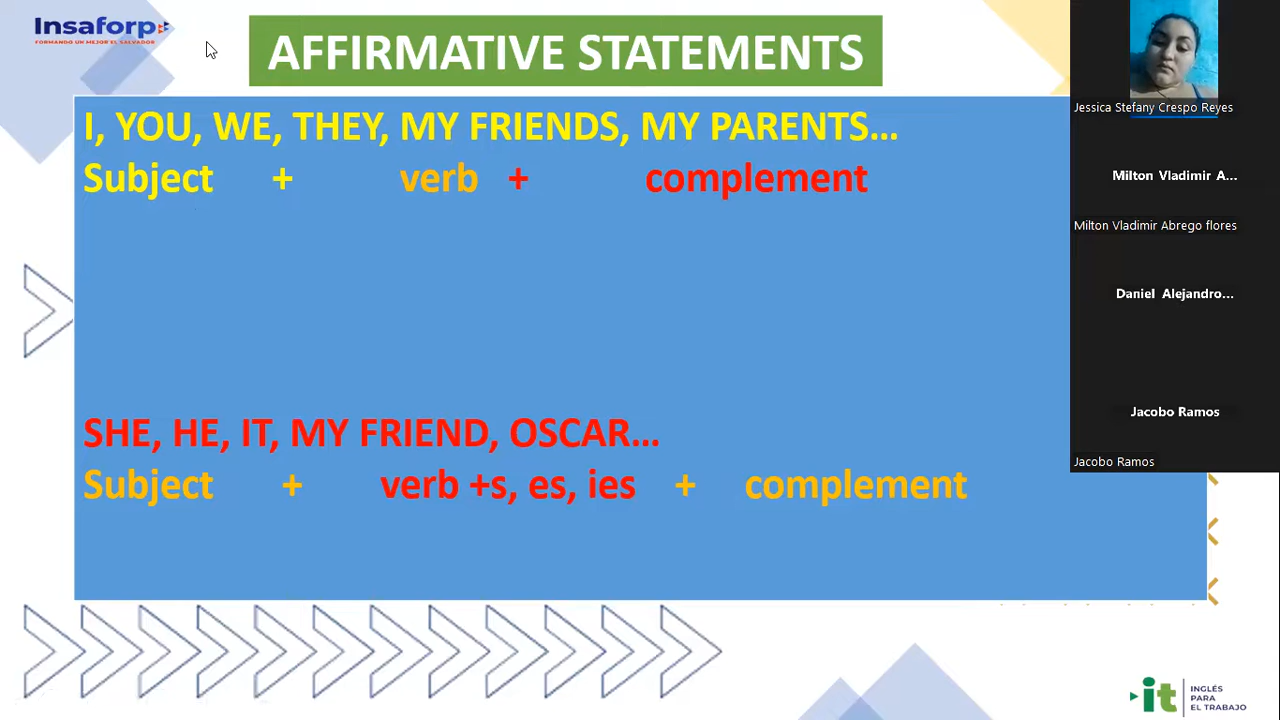 Insaforp
FORMANDO UN MEJOR EL SALVADOR
AFFIRMATIVE STATEMENTS
I, YOU, WE, THEY, MY FRIENDS, MY PARENTS...
Subject + verb + complement
SHE, HE, IT, MY FRIEND, OSCAR...
Subject + verb +s, es, ies + complement
Jessica Stefany Crespo Reyes
Milton Vladimir A...
Milton Vladimir Abrego flores
Daniel Alejandro...
Jacobo Ramos
Jacobo Ramos
it
INGLÉS
PARA
EL TRABAJO